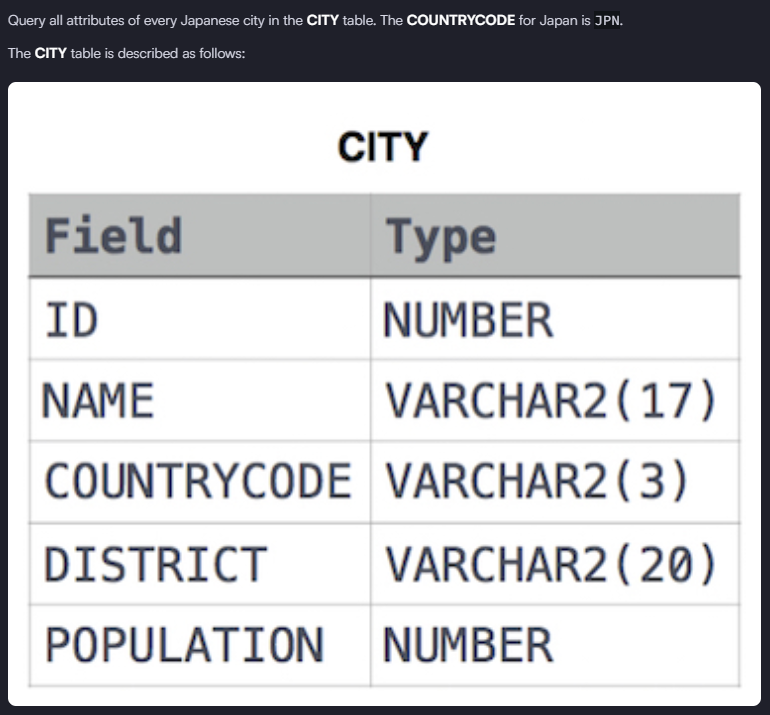 Query all attributes of every Japanese city in the CITY table. The COUNTRYCODE for Japan is JPN.
The CITY table is described as follows:
CITY
Field Type
ID NUMBER
NAME VARCHAR2(17)
COUNTRYCODE VARCHAR2(3)
DISTRICT VARCHAR2(20)
POPULATION NUMBER